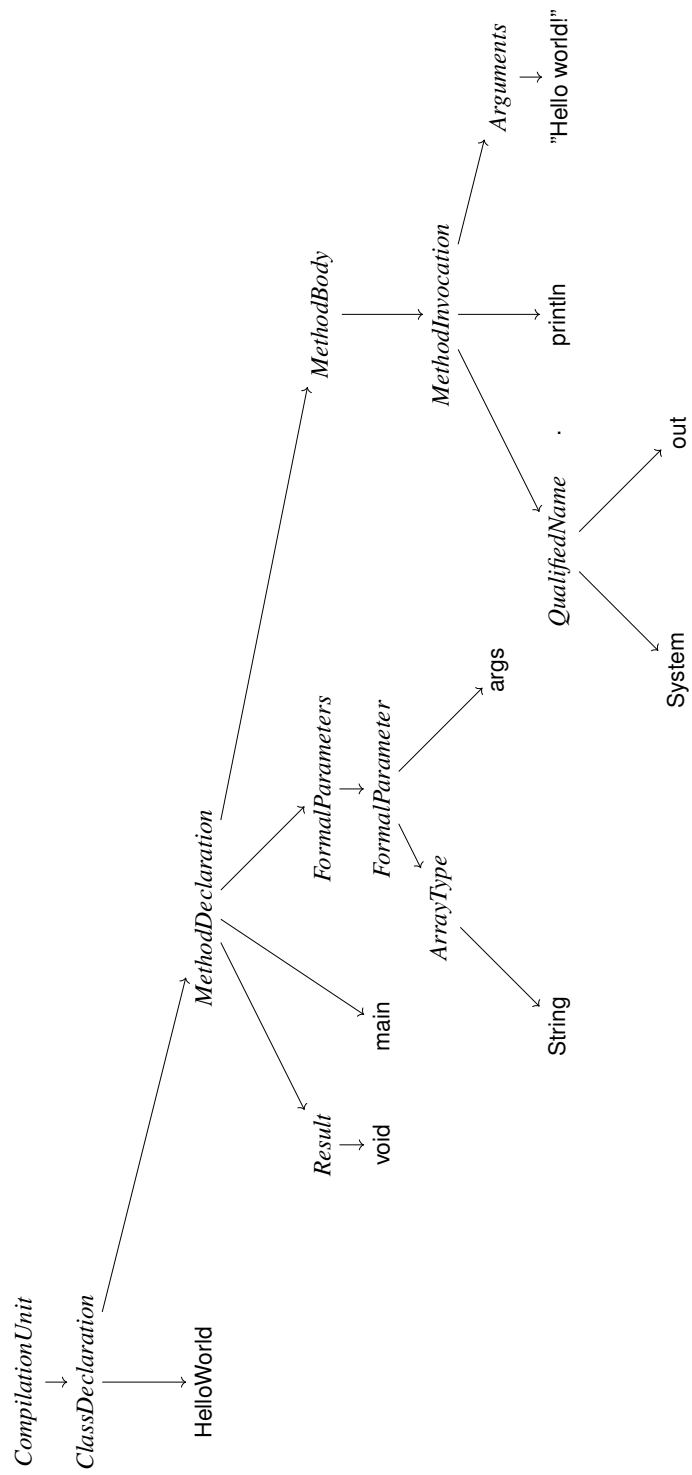 CompilationUnit
ClassDeclaration
HelloWorld
MethodDeclaration
Result
void
main
FormalParameters
FormalParameter
ArrayType
String
args
MethodBody
MethodInvocation
QualifiedName
System
out
.
println
Arguments
”Hello world!”